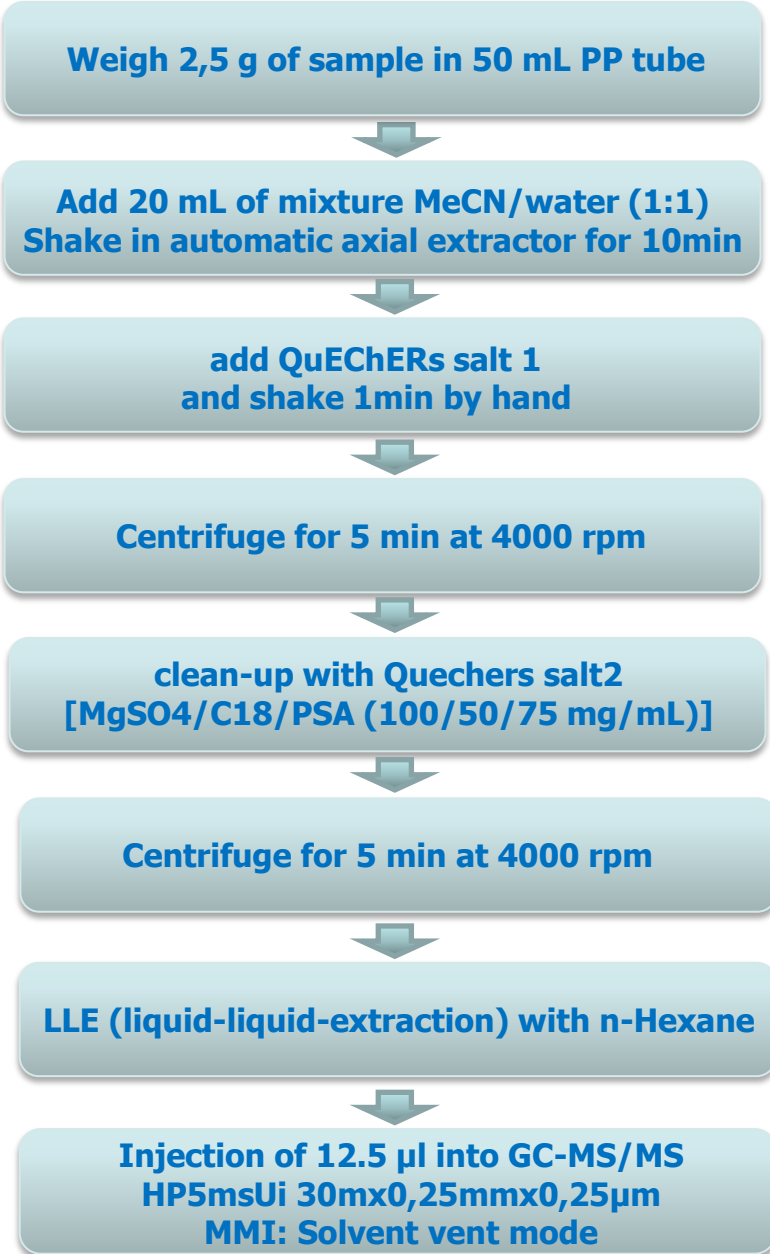 Weigh 2,5 g of sample in 50 mL PP tube
Add 20 mL of mixture MeCN/water (1:1)
Shake in automatic axial extractor for 10min
add QuEChERs salt 1
and shake 1min by hand
Centrifuge for 5 min at 4000 rpm
clean-up with Quechers salt2
[MgSO4/C18/PSA (100/50/75 mg/mL)]
Centrifuge for 5 min at 4000 rpm
LLE (liquid-liquid-extraction) with n-Hexane
Injection of 12.5 µl into GC-MS/MS
HP5msUi 30mx0,25mmx0,25µm
MMI: Solvent vent mode